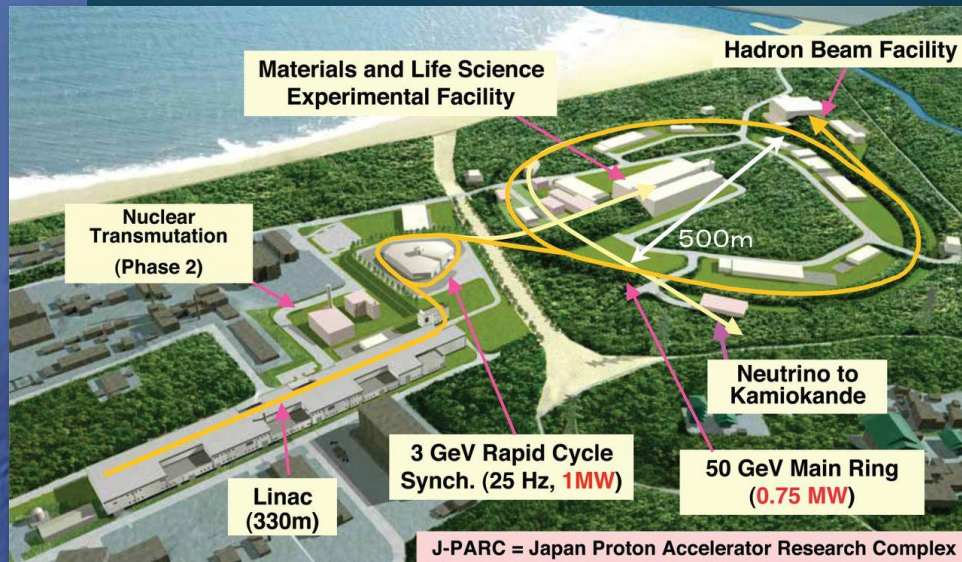 Hadron Beam Facility
Materials and Life Science
Experimental Facility
Nuclear
Transmutation
(Phase 2)
500m
Neutrino to
Kamiokande
3 GeV Rapid Cycle
Synch. (25 Hz, 1MW)
50 GeV Main Ring
(0.75 MW)
Linac
(330m)
J-PARC = Japan Proton Accelerator Research Complex